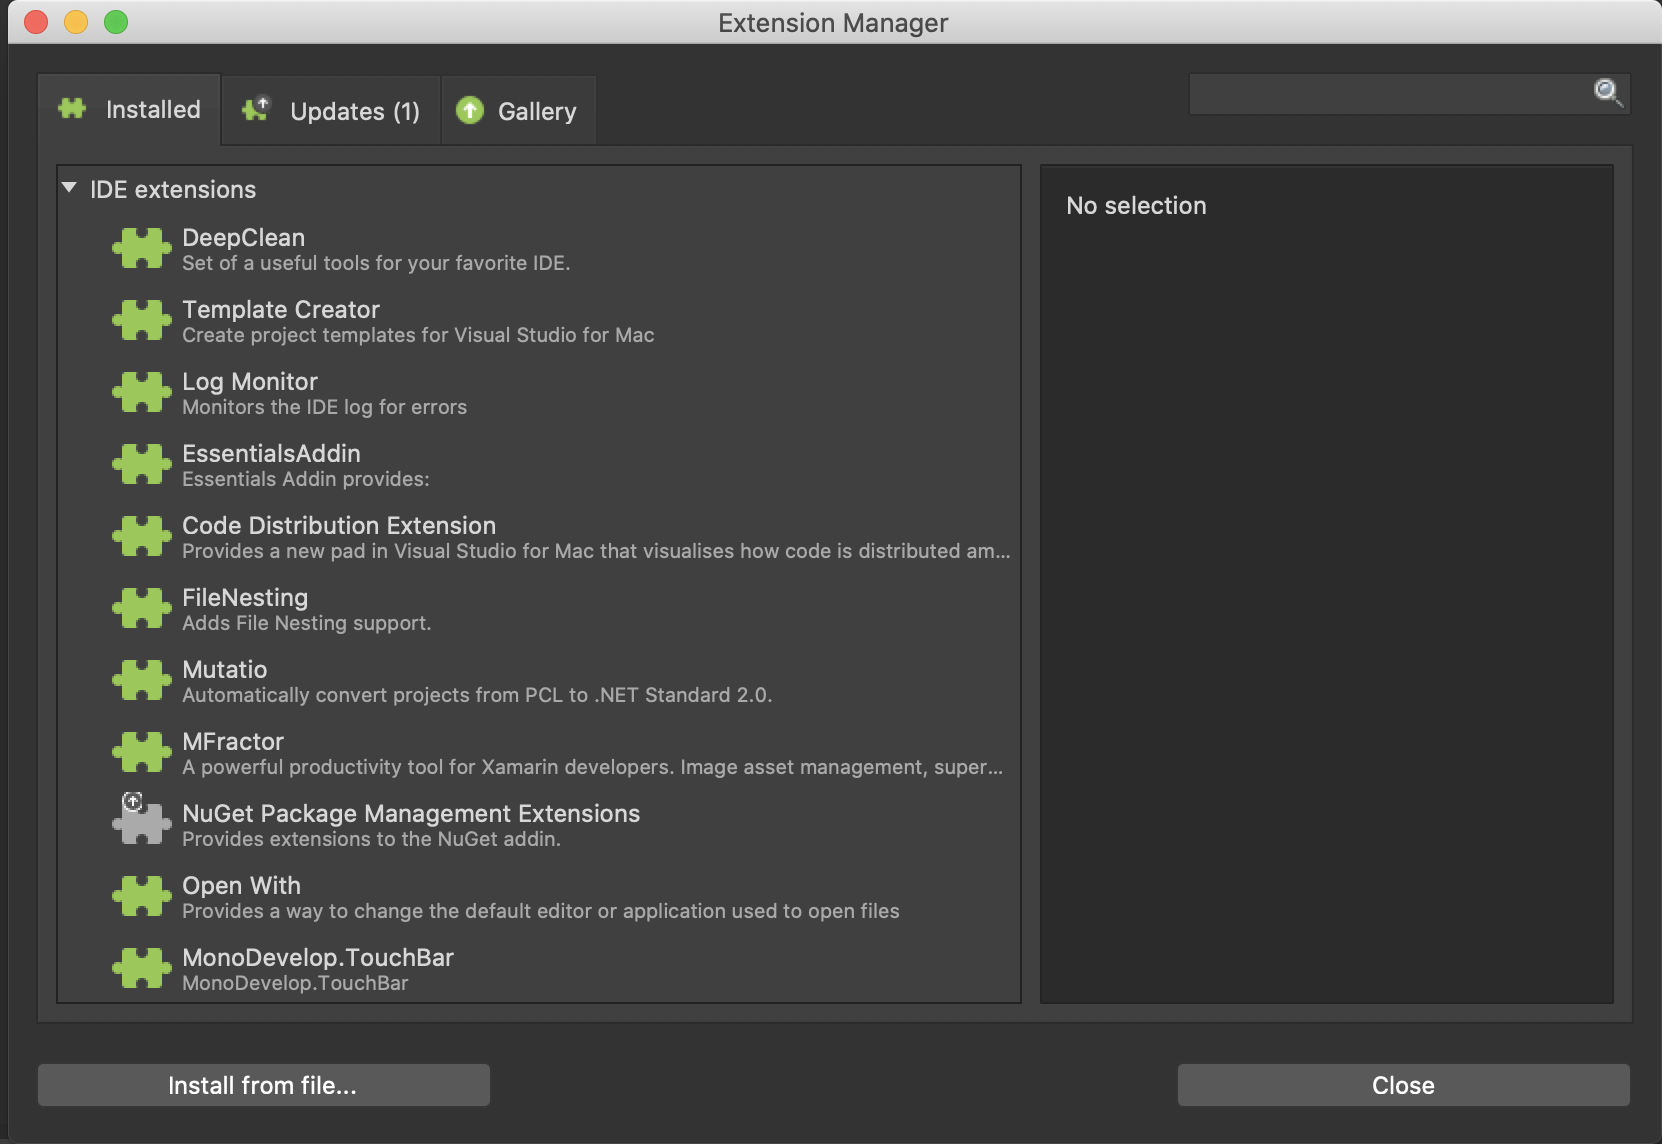 Extension Manager
Installed
Updates (1)
Gallery
IDE extensions
DeepClean
Set of a useful tools for your favorite IDE.
Template Creator
Create project templates for Visual Studio for Mac
Log Monitor
Monitors the IDE log for errors
EssentialsAddin
Essentials Addin provides:
Code Distribution Extension
Provides a new pad in Visual Studio for Mac that visualises how code is distributed am...
FileNesting
Adds File Nesting support.
Mutatio
Automatically convert projects from PCL to .NET Standard 2.0.
MFractor
A powerful productivity tool for Xamarin developers. Image asset management, super...
NuGet Package Management Extensions
Provides extensions to the NuGet addin.
Open With
Provides a way to change the default editor or application used to open files
MonoDevelop.TouchBar
MonoDevelop.TouchBar
No selection
Install from file...
Close